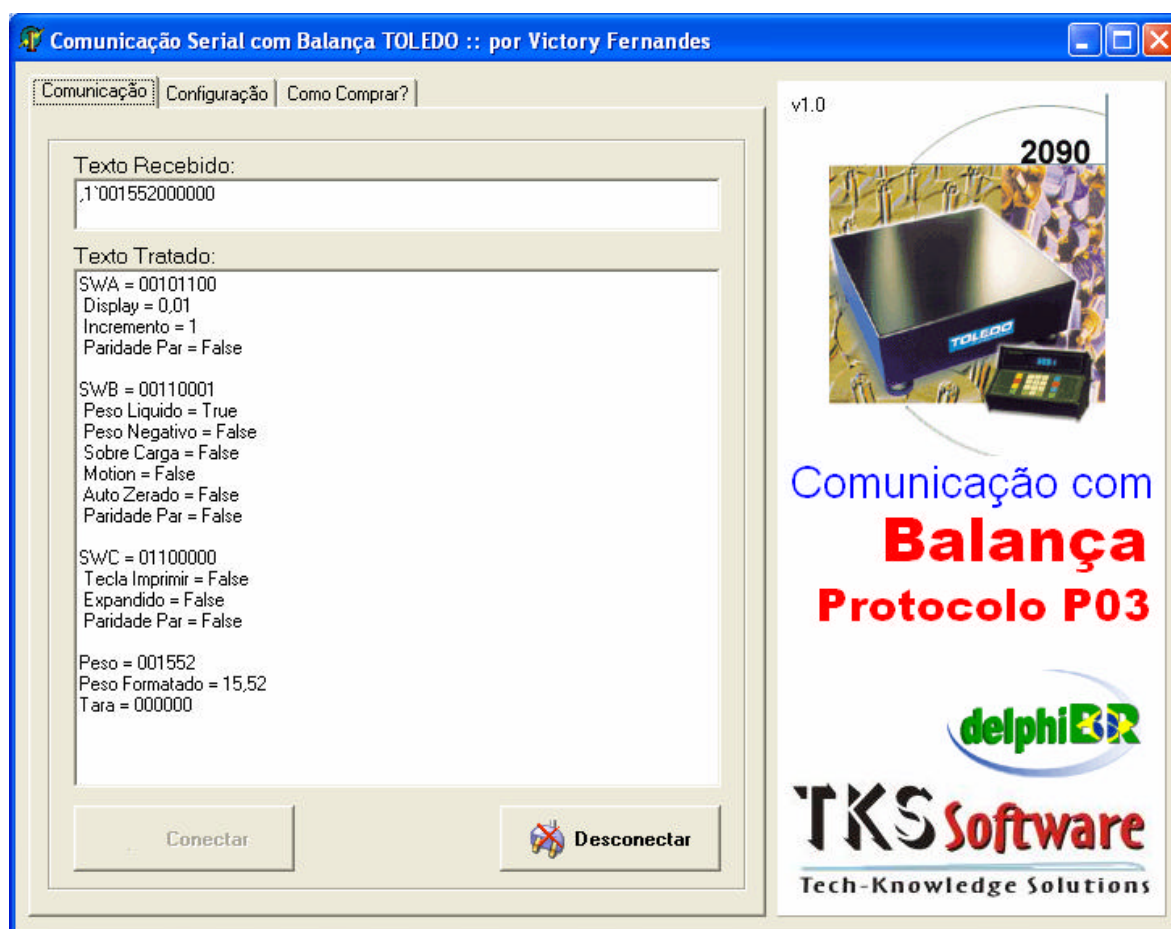 Comunicação Serial com Balança TOLEDO :: por Victory Fernandes
Comunicação
Configuração
Como Comprar?
Texto Recebido:
,1`001552000000
Texto Tratado:
SWA = 00101100
Display = 0,01
Incremento = 1
Paridade Par = False
SWB = 00110001
Peso Liquido = True
Peso Negativo = False
Sobre Carga = False
Motion = False
Auto Zerado = False
Paridade Par = False
SWC = 01100000
Tecla Imprimir = False
Expandido = False
Paridade Par = False
Peso = 001552
Peso Formatado = 15,52
Tara = 000000
Conectar
Desconectar
v1.0
2090
TOLEDO
Comunicação com
Balança
Protocolo P03
delphiBR
TKS Software
Tech-Knowledge Solutions